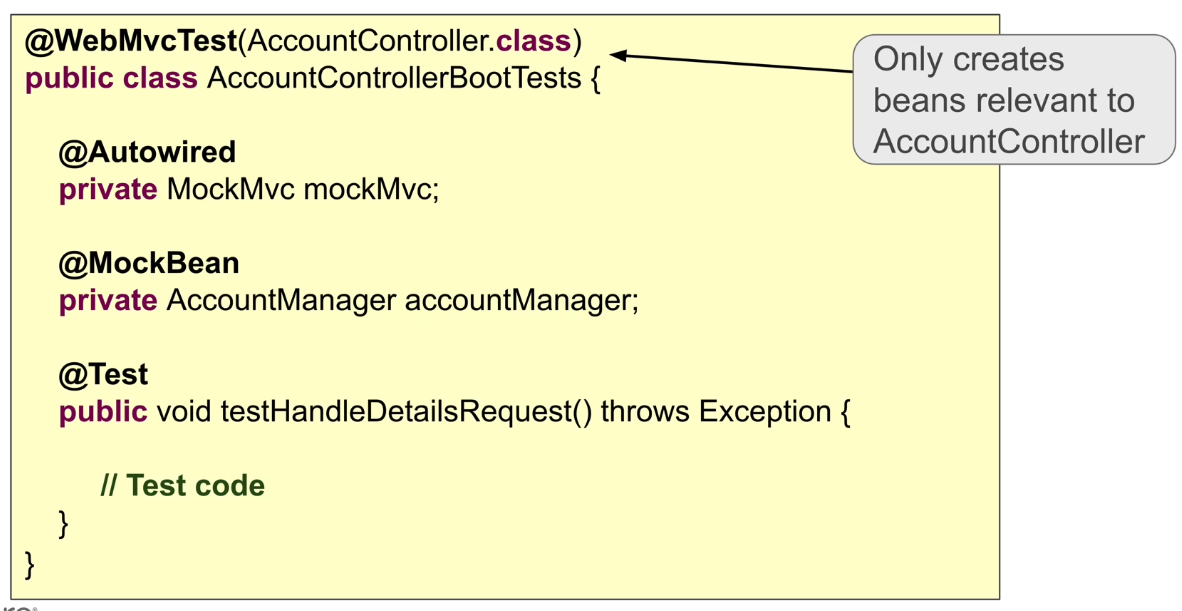 @WebMvcTest(AccountController.class)
public class AccountControllerBootTests {
@Autowired
private MockMvc mockMvc;
@MockBean
private AccountManager accountManager;
@Test
public void testHandleDetailsRequest() throws Exception {
// Test code
}
}
Only creates
beans relevant to
AccountController